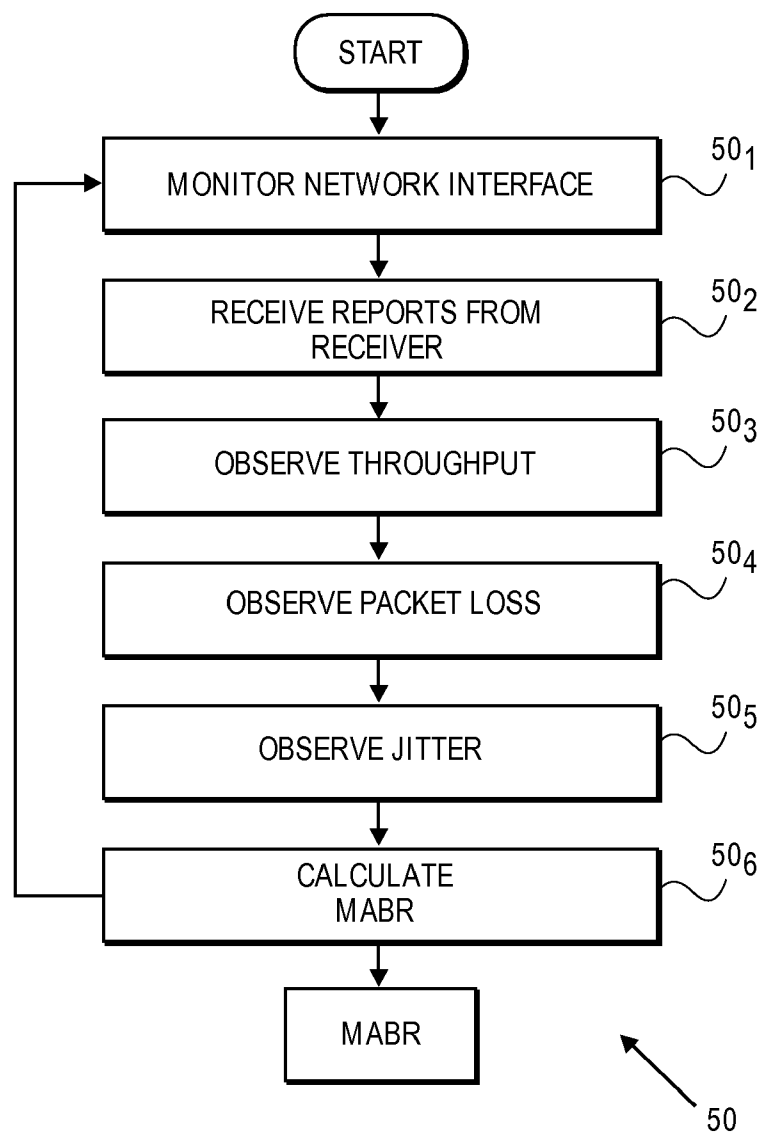 START
MONITOR NETWORK INTERFACE
50₁
RECEIVE REPORTS FROM
RECEIVER
50₂
OBSERVE THROUGHPUT
50₃
OBSERVE PACKET LOSS
50₄
OBSERVE JITTER
50₅
CALCULATE
MABR
50₆
MABR
50